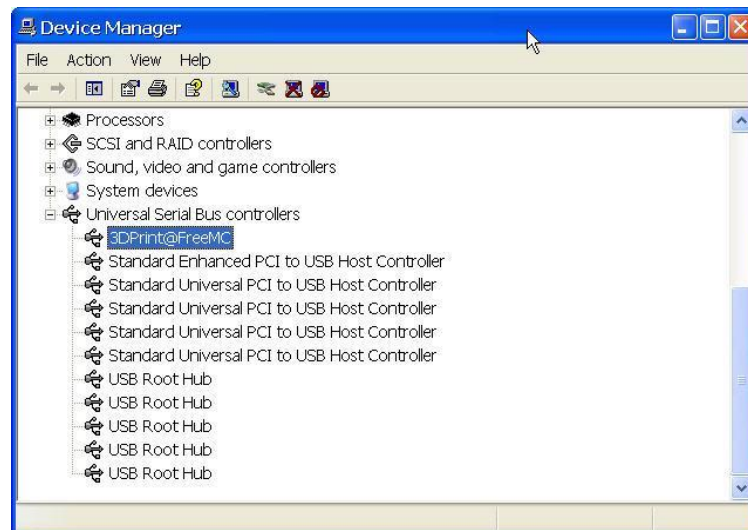 Device Manager
File Action View Help
Processors
SCSI and RAID controllers
Sound, video and game controllers
System devices
Universal Serial Bus controllers
3DPrint@FreeMC
Standard Enhanced PCI to USB Host Controller
Standard Universal PCI to USB Host Controller
Standard Universal PCI to USB Host Controller
Standard Universal PCI to USB Host Controller
Standard Universal PCI to USB Host Controller
USB Root Hub
USB Root Hub
USB Root Hub
USB Root Hub
USB Root Hub